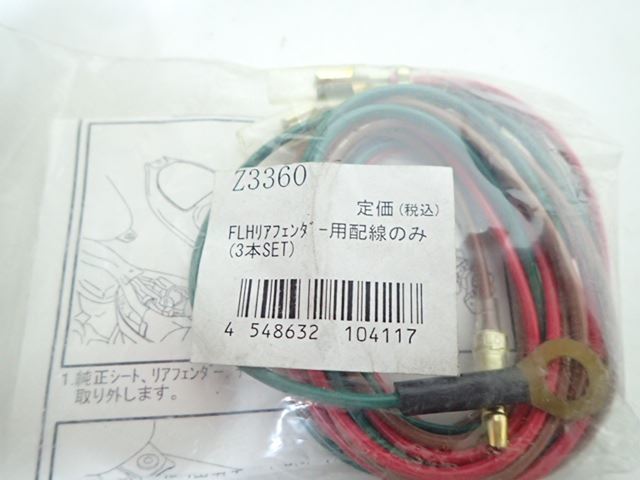 Z3360
定価(税込)
FLHリアフェンダー用配線のみ
(3本SET)
4 548632 104117
1.純正シート、リアフェンダー
取り外します。